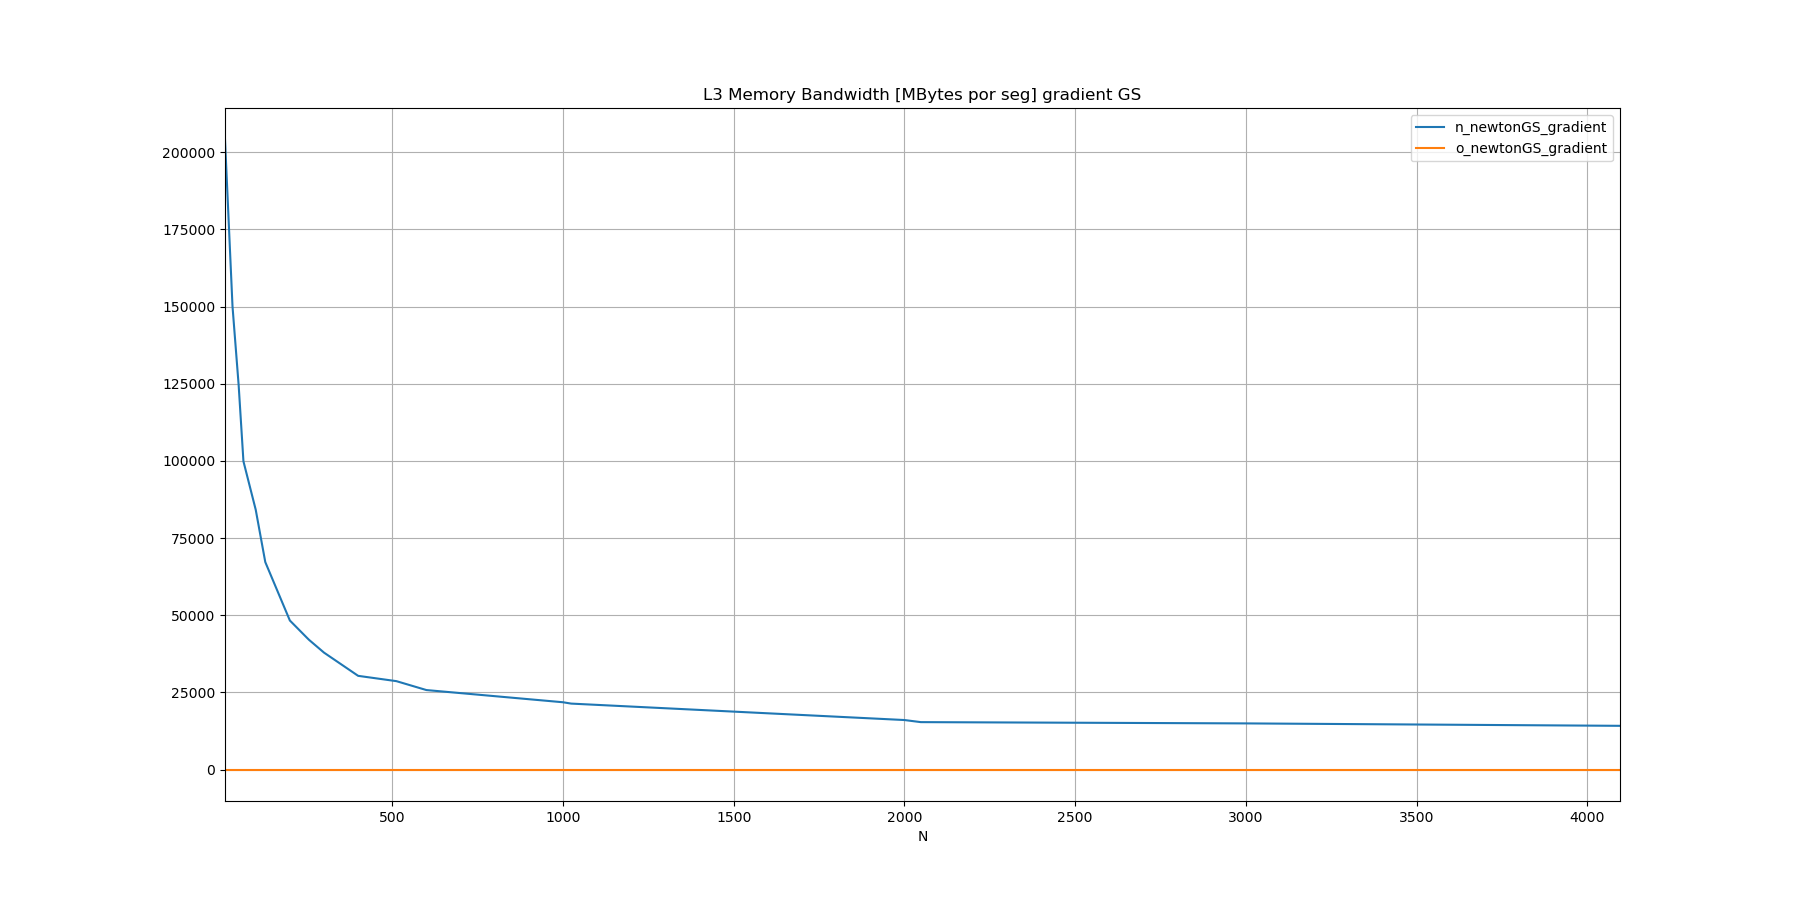 L3 Memory Bandwidth [MBytes por seg] gradient GS
n_newtonGS_gradient
o_newtonGS_gradient
200000
175000
150000
125000
100000
75000
50000
25000
0
500 1000 1500 2000 2500 3000 3500 4000
N